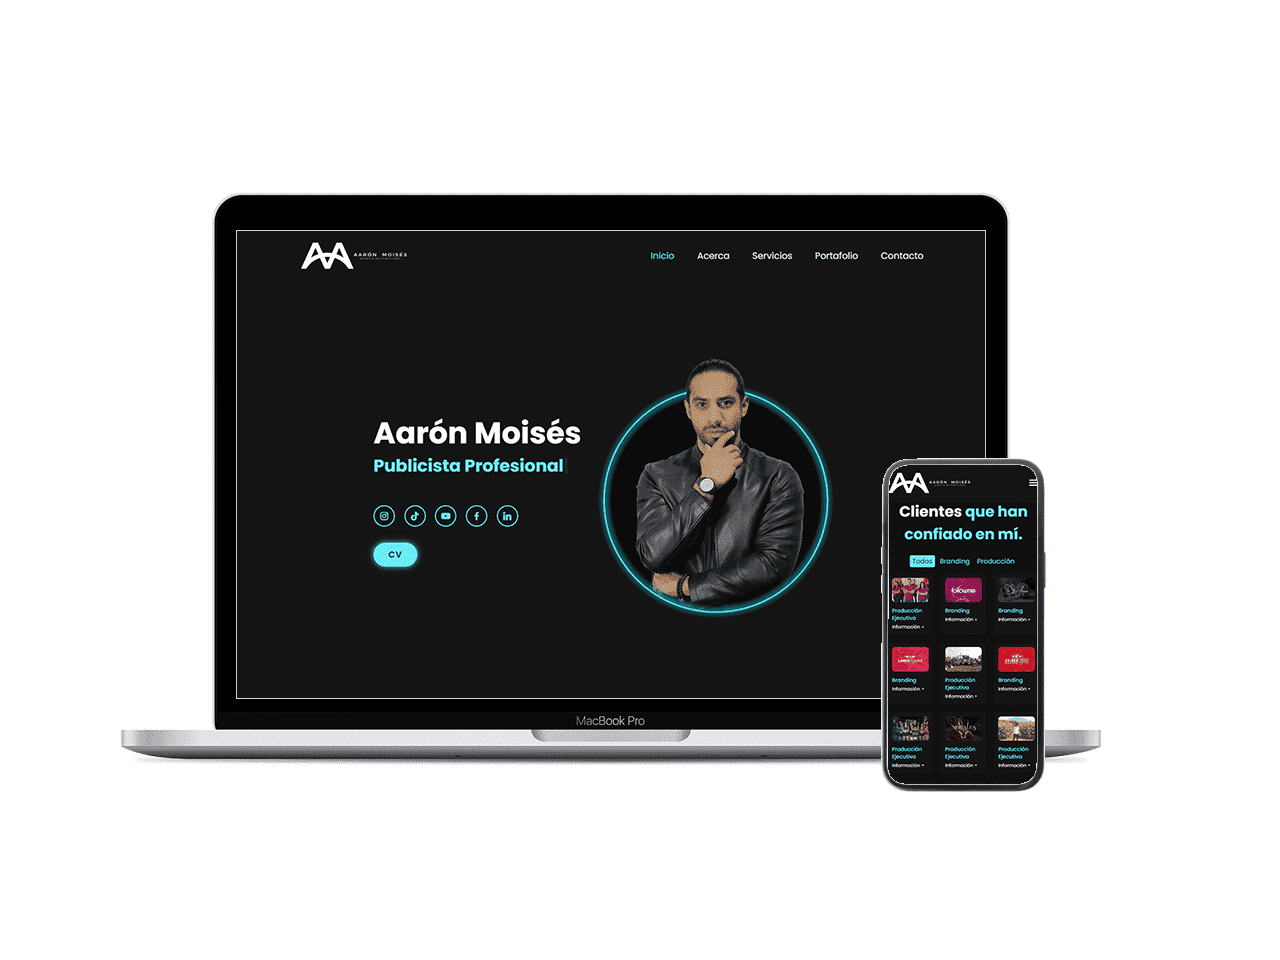 AARÓN MOISÉS
Inicio
Acerca
Servicios
Portafolio
Contacto
Aarón Moisés
Publicista Profesional
CV
MacBook Pro
AARÓN MOISÉS
Clientes que han
confiado en mí.
Todos Branding Producción
followme
Producción
Ejecutiva
Información +
Branding
Información +
Branding
Información +
Branding
Información +
Producción
Ejecutiva
Información +
Branding
Información +
Producción
Ejecutiva
Información +
Producción
Ejecutiva
Información +
Producción
Ejecutiva
Información +